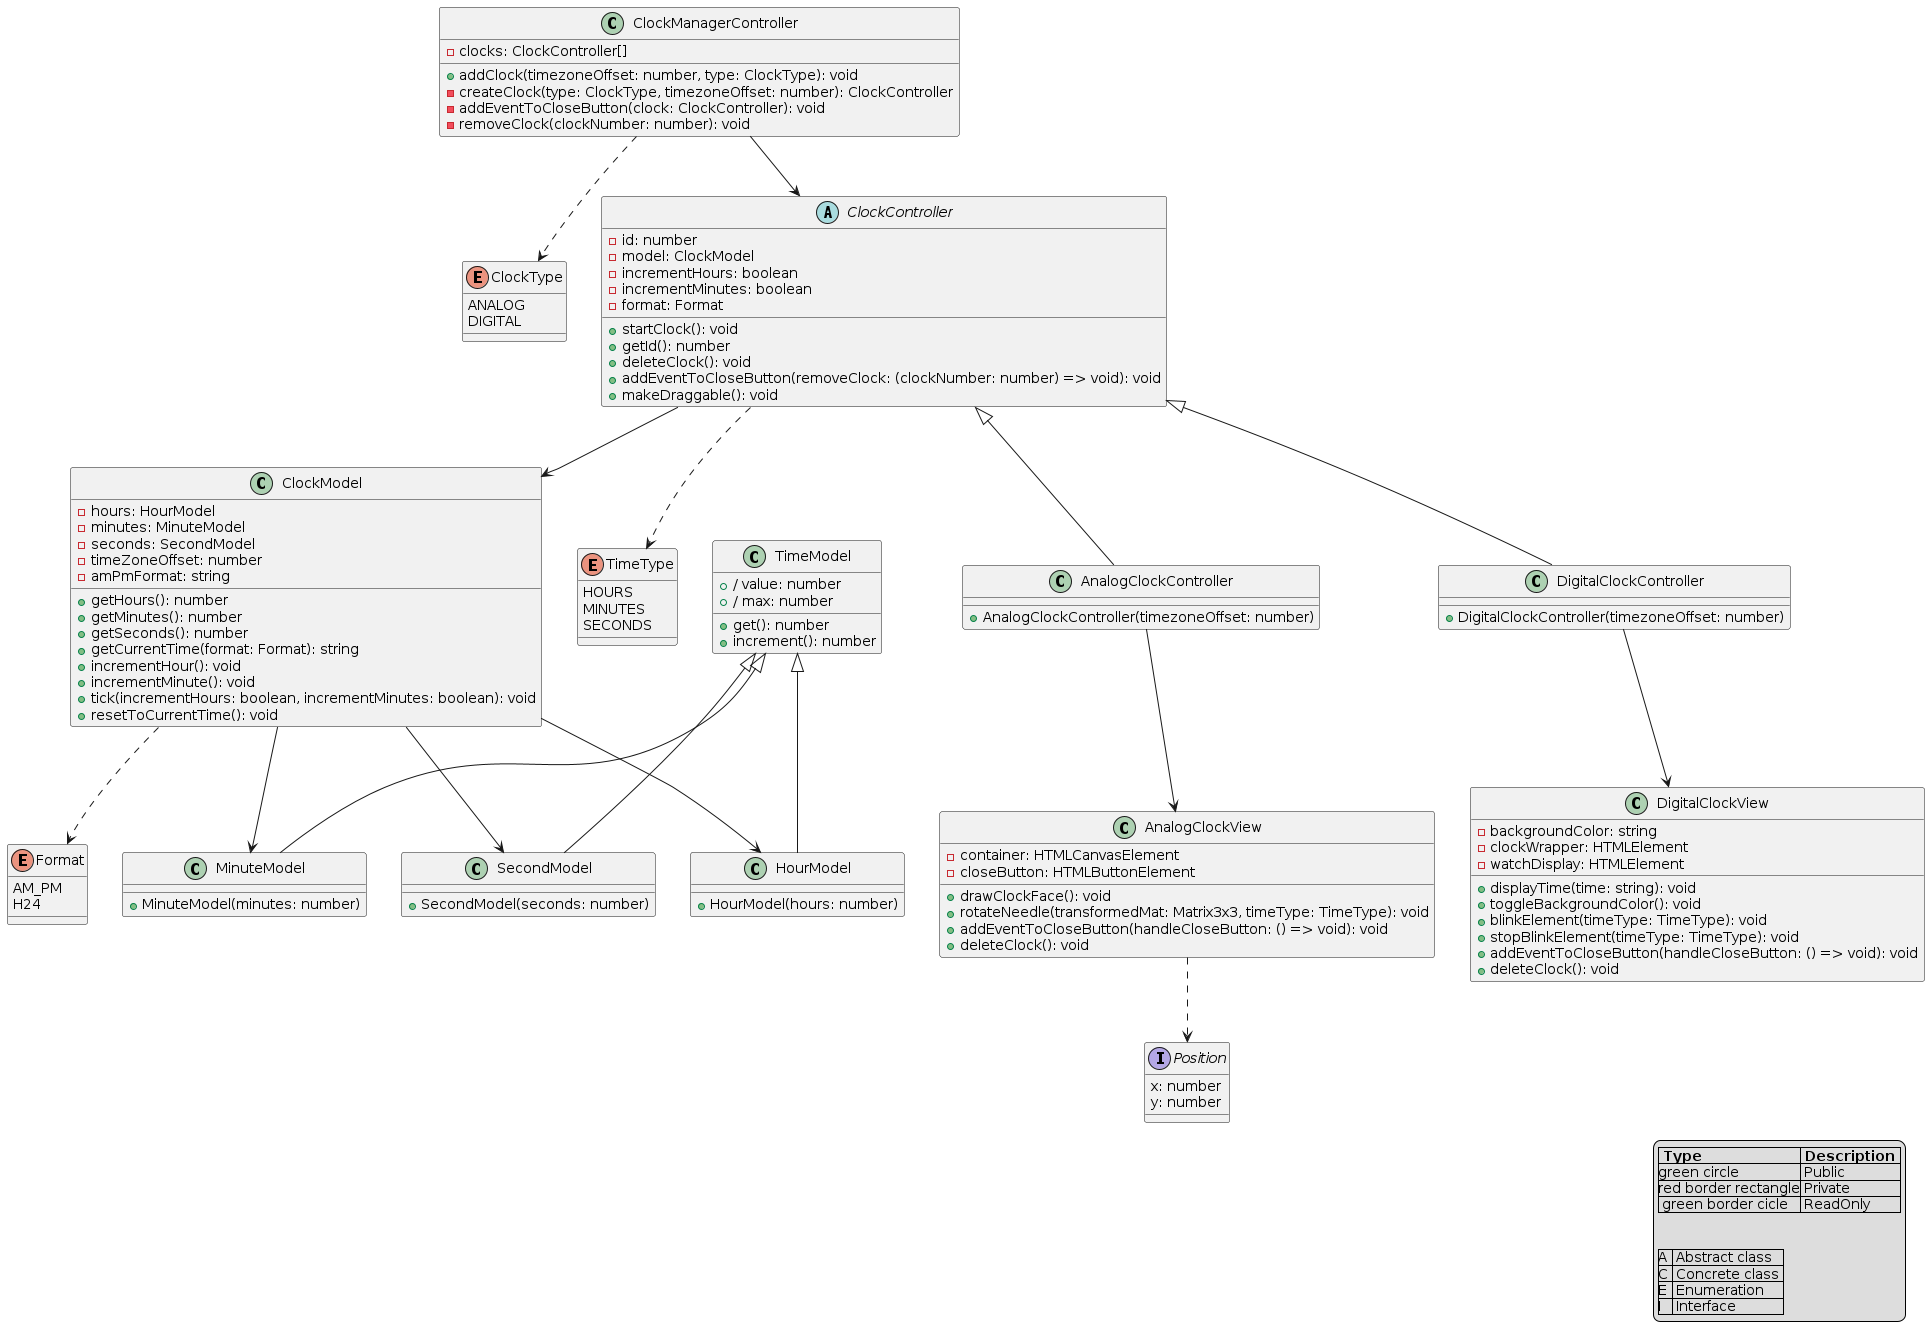 C ClockManagerController
clocks: ClockController[]
addClock(timezoneOffset: number, type: ClockType): void
createClock(type: ClockType, timezoneOffset: number): ClockController
addEventToCloseButton(clock: ClockController): void
removeClock(clockNumber: number): void
A ClockController
id: number
model: ClockModel
incrementHours: boolean
incrementMinutes: boolean
format: Format
startClock(): void
getId(): number
deleteClock(): void
addEventToCloseButton(removeClock: (clockNumber: number) => void): void
makeDraggable(): void
E ClockType
ANALOG
DIGITAL
C ClockModel
hours: HourModel
minutes: MinuteModel
seconds: SecondModel
timeZoneOffset: number
amPmFormat: string
getHours(): number
getMinutes(): number
getSeconds(): number
getCurrentTime(format: Format): string
incrementHour(): void
incrementMinute(): void
tick(incrementHours: boolean, incrementMinutes: boolean): void
resetToCurrentTime(): void
E TimeType
HOURS
MINUTES
SECONDS
C TimeModel
/ value: number
/ max: number
get(): number
increment(): number
C AnalogClockController
AnalogClockController(timezoneOffset: number)
C DigitalClockController
DigitalClockController(timezoneOffset: number)
E Format
AM_PM
H24
C MinuteModel
MinuteModel(minutes: number)
C SecondModel
SecondModel(seconds: number)
C HourModel
HourModel(hours: number)
C AnalogClockView
container: HTMLCanvasElement
closeButton: HTMLButtonElement
drawClockFace(): void
rotateNeedle(transformedMat: Matrix3x3, timeType: TimeType): void
addEventToCloseButton(handleCloseButton: () => void): void
deleteClock(): void
C DigitalClockView
backgroundColor: string
clockWrapper: HTMLElement
watchDisplay: HTMLElement
displayTime(time: string): void
toggleBackgroundColor(): void
blinkElement(timeType: TimeType): void
stopBlinkElement(timeType: TimeType): void
addEventToCloseButton(handleCloseButton: () => void): void
deleteClock(): void
I Position
x: number
y: number
Type Description
green circle Public
red border rectangle Private
green border cicle ReadOnly
A Abstract class
C Concrete class
E Enumeration
I Interface